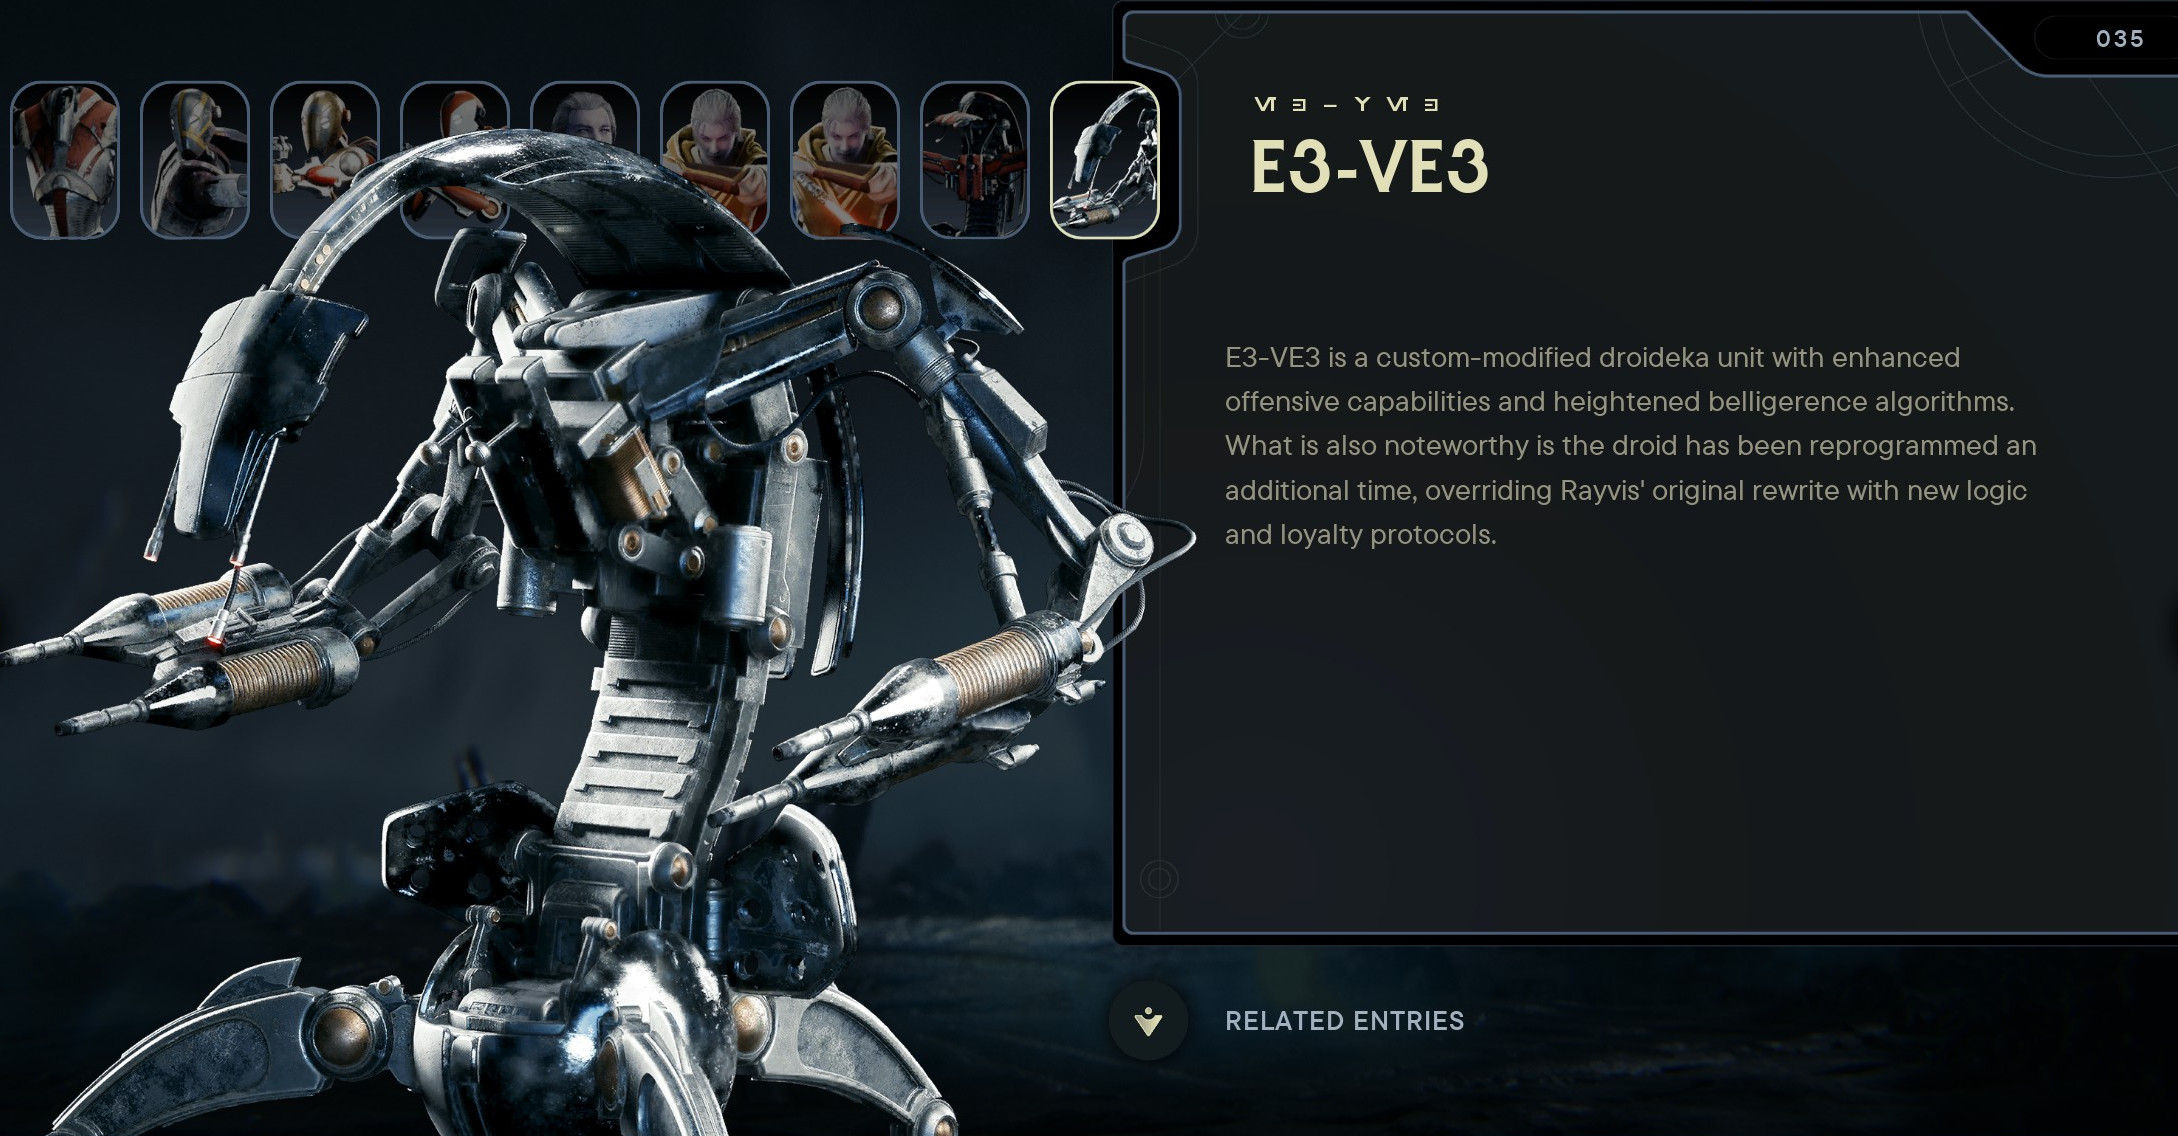 035
E3-VE3
E3-VE3 is a custom-modified droideka unit with enhanced
offensive capabilities and heightened belligerence algorithms.
What is also noteworthy is the droid has been reprogrammed an
additional time, overriding Rayvis' original rewrite with new logic
and loyalty protocols.
RELATED ENTRIES